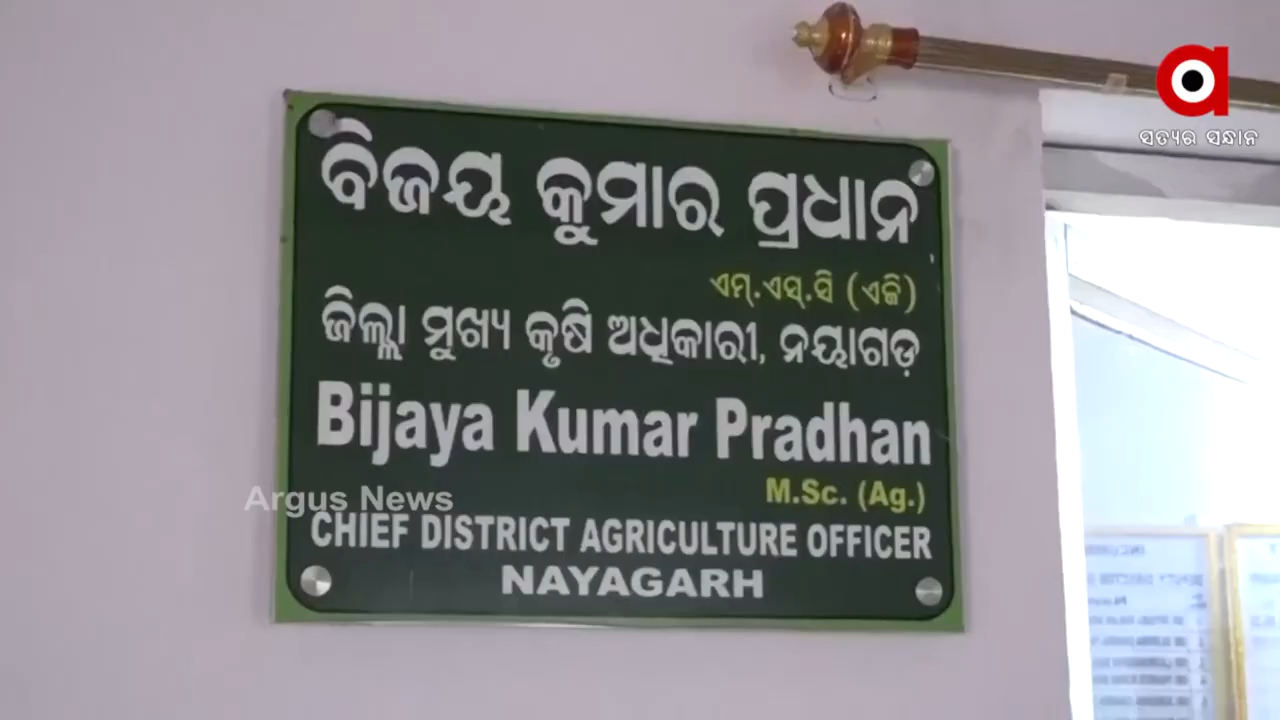 ସତ୍ୟର ସନ୍ଧାନ
ବିଜୟ କୁମାର ପ୍ରଧାନ
ଏମ୍.ଏସ୍.ସି (ଏଜି)
ଜିଲ୍ଲା ମୁଖ୍ୟ କୃଷି ଅଧିକାରୀ, ନୟାଗଡ଼
Bijaya Kumar Pradhan
M.Sc. (Ag.)
Argus News
CHIEF DISTRICT AGRICULTURE OFFICER
NAYAGARH